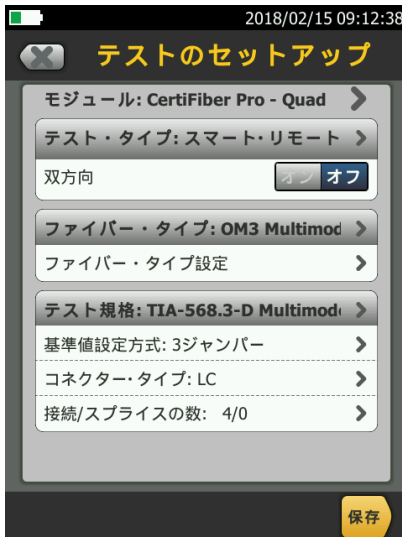 2018/02/15 09:12:38
テストのセットアップ
モジュール: CertiFiber Pro - Quad
テスト・タイプ: スマート・リモート
双方向 オン オフ
ファイバー・タイプ: OM3 Multimod
ファイバー・タイプ設定
テスト規格: TIA-568.3-D Multimod
基準値設定方式: 3ジャンパー
コネクター・タイプ: LC
接続/スプライスの数: 4/0
保存